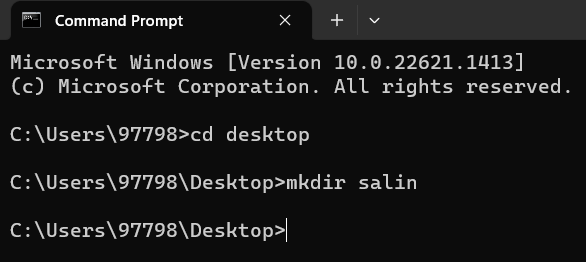 Command Prompt
Microsoft Windows [Version 10.0.22621.1413]
(c) Microsoft Corporation. All rights reserved.
C:\Users\97798>cd desktop
C:\Users\97798\Desktop>mkdir salin
C:\Users\97798\Desktop>